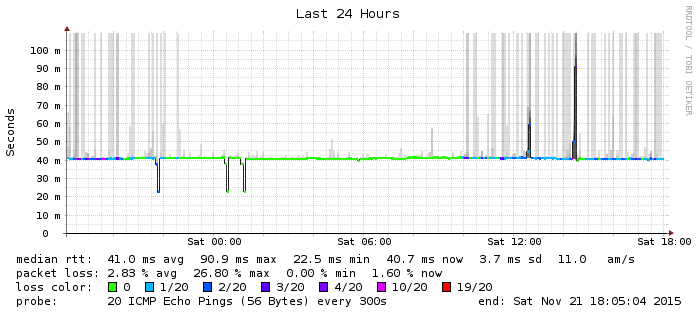 Last 24 Hours
RRDTOOL / TOBI OETIKER
Seconds
100 m
90 m
80 m
70 m
60 m
50 m
40 m
30 m
20 m
10 m
0
Sat 00:00 Sat 06:00 Sat 12:00 Sat 18:00
median rtt: 41.0 ms avg 90.9 ms max 22.5 ms min 40.7 ms now 3.7 ms sd 11.0 am/s
packet loss: 2.83 % avg 26.80 % max 0.00 % min 1.60 % now
loss color: 0 1/20 2/20 3/20 4/20 10/20 19/20
probe: 20 ICMP Echo Pings (56 Bytes) every 300s end: Sat Nov 21 18:05:04 2015